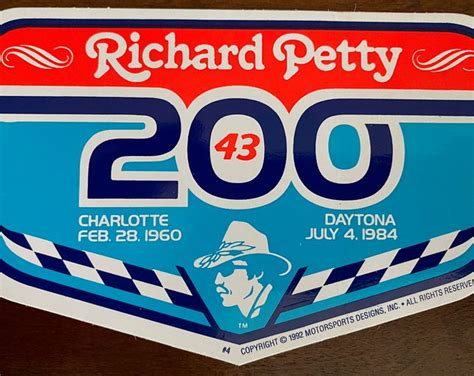 Richard Petty
200
43
CHARLOTTE
FEB. 28. 1960
DAYTONA
JULY 4. 1984
TM
#4 COPYRIGHT © 1992 MOTORSPORTS DESIGNS, INC. • ALL RIGHTS RESERVE